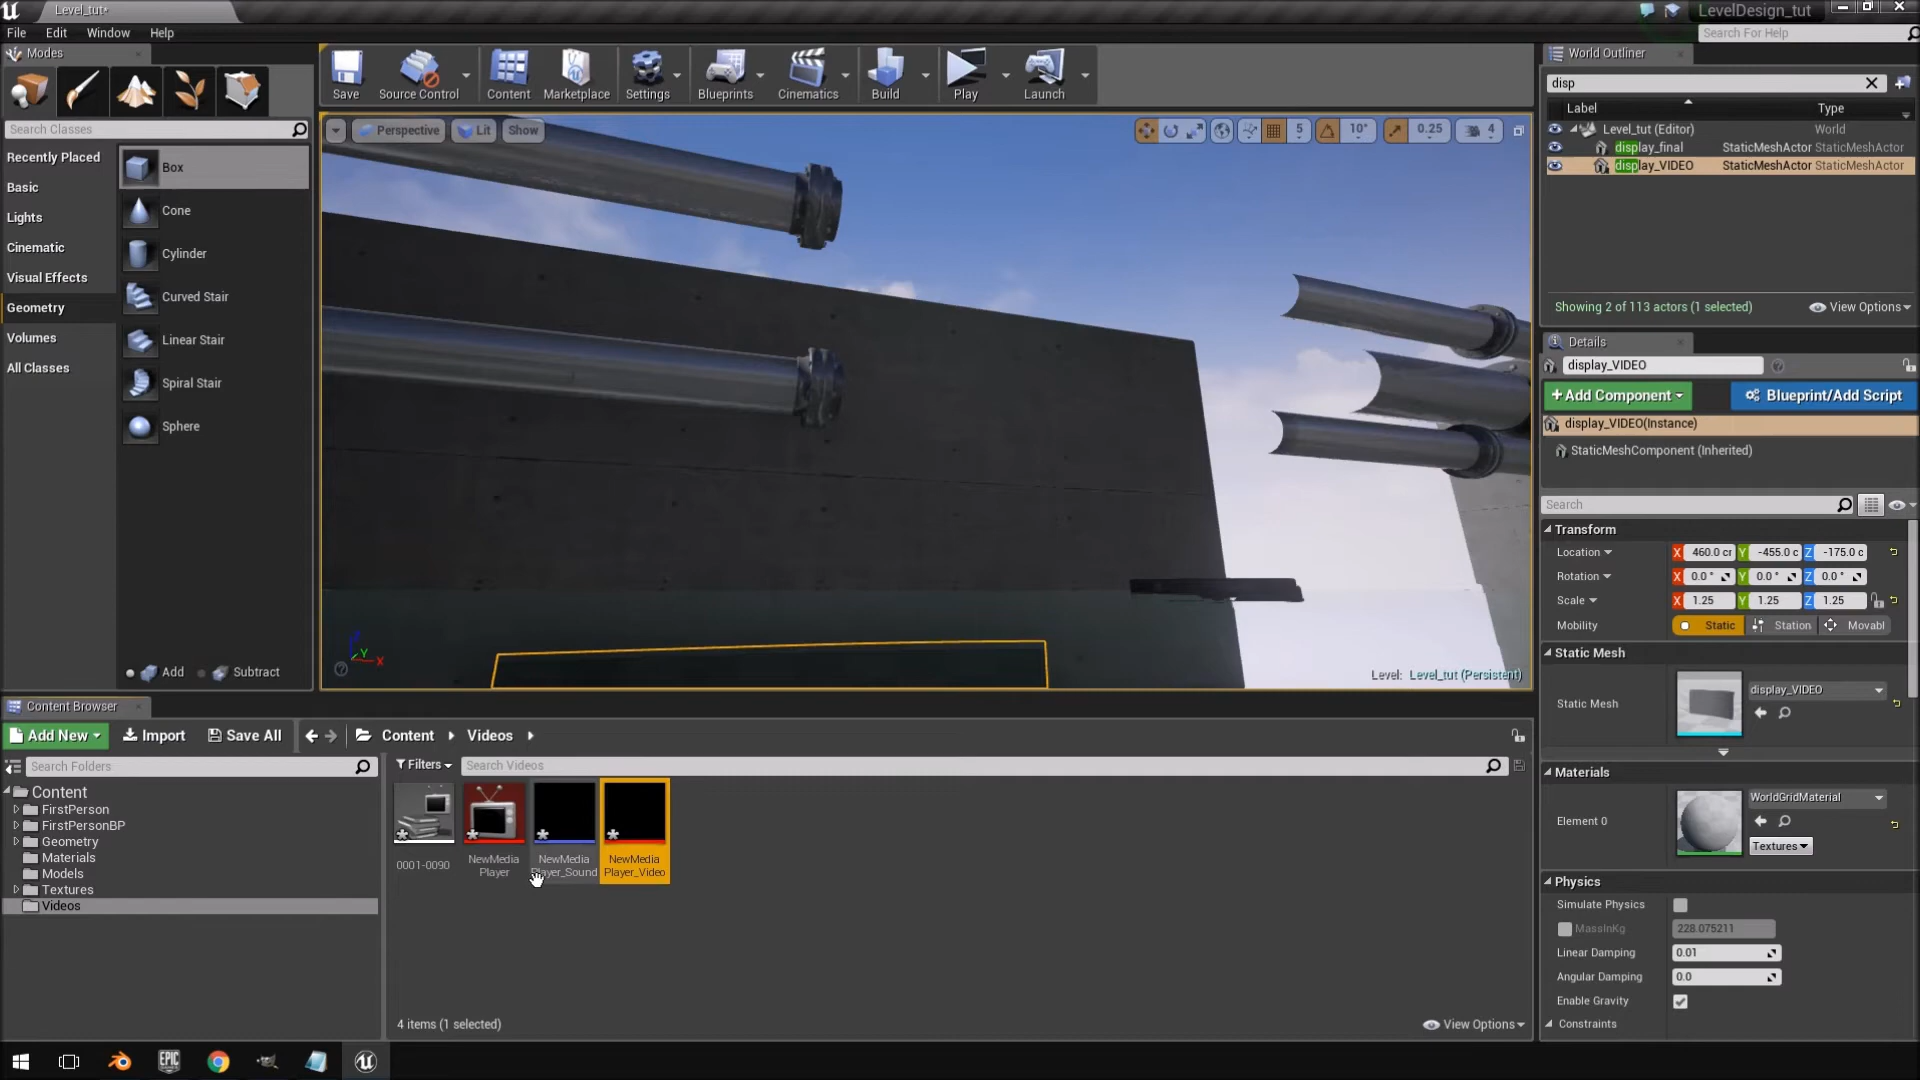 Level_tut*
LevelDesign_tut
File Edit Window Help
Search For Help
Modes
Search Classes
Recently Placed
Basic
Lights
Cinematic
Visual Effects
Geometry
Volumes
All Classes
Box
Cone
Cylinder
Curved Stair
Linear Stair
Spiral Stair
Sphere
Add Subtract
Save
Source Control
Content
Marketplace
Settings
Blueprints
Cinematics
Build
Play
Launch
Perspective Lit Show
5 10° 0.25 4
X
Y
Level: Level_tut (Persistent)
World Outliner
disp
Label Type
Level_tut (Editor) World
display_final StaticMeshActor StaticMeshActor
display_VIDEO StaticMeshActor StaticMeshActor
Showing 2 of 113 actors (1 selected) View Options
Details
display_VIDEO
+Add Component Blueprint/Add Script
display_VIDEO(Instance)
StaticMeshComponent (Inherited)
Search
Transform
Location X 460.0 cr Y -455.0 c Z -175.0 c
Rotation X 0.0 ° Y 0.0 ° Z 0.0 °
Scale X 1.25 Y 1.25 Z 1.25
Mobility Static Station Movabl
Static Mesh
Static Mesh display_VIDEO
Materials
Element 0 WorldGridMaterial
Textures
Physics
Simulate Physics
MassInKg 228.075211
Linear Damping 0.01
Angular Damping 0.0
Enable Gravity
Constraints
Content Browser
Add New Import Save All Content Videos
Search Folders
Filters Search Videos
Content
FirstPerson
FirstPersonBP
Geometry
Materials
Models
Textures
Videos
0001-0090
NewMedia
Player
NewMedia
Player_Sound
NewMedia
Player_Video
4 items (1 selected)
View Options
EPIC
GAMES